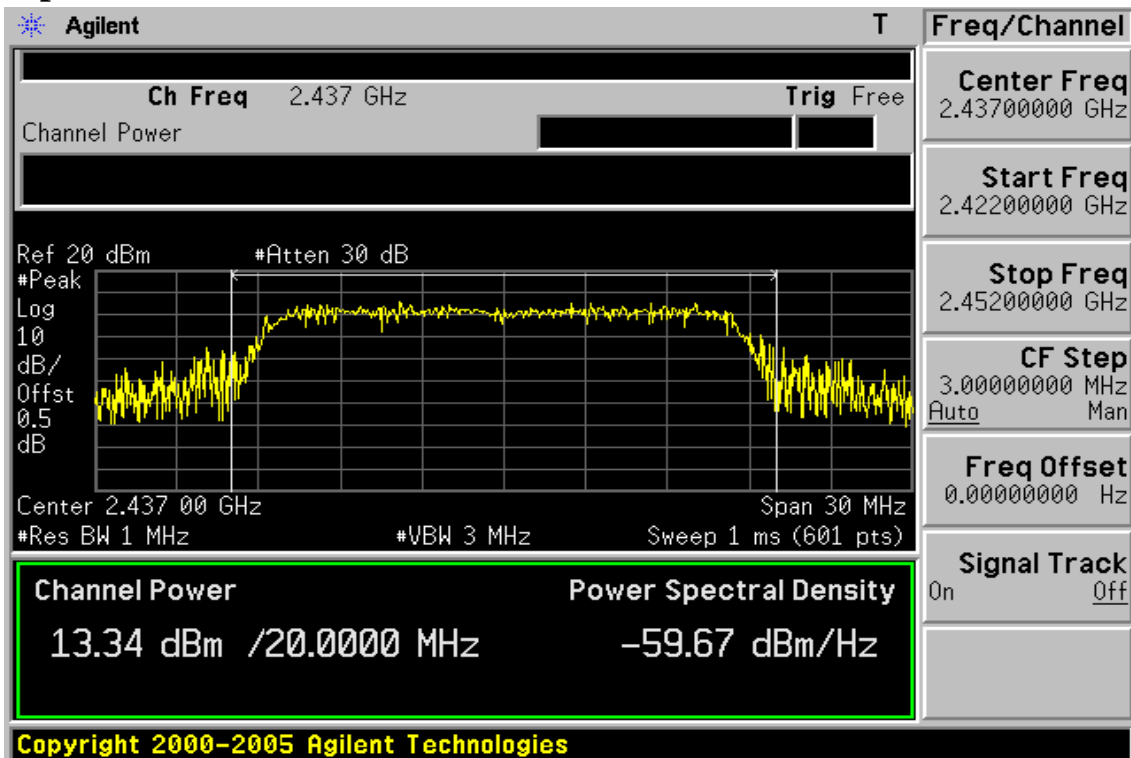 Agilent T
Ch Freq 2.437 GHz Trig Free
Channel Power
Ref 20 dBm #Atten 30 dB
#Peak
Log
10
dB/
Offst
0.5
dB
Center 2.437 00 GHz Span 30 MHz
#Res BW 1 MHz #VBW 3 MHz Sweep 1 ms (601 pts)
Channel Power Power Spectral Density
13.34 dBm /20.0000 MHz -59.67 dBm/Hz
Copyright 2000-2005 Agilent Technologies
Freq/Channel
Center Freq
2.43700000 GHz
Start Freq
2.42200000 GHz
Stop Freq
2.45200000 GHz
CF Step
3.00000000 MHz
Auto Man
Freq Offset
0.00000000 Hz
Signal Track
On Off